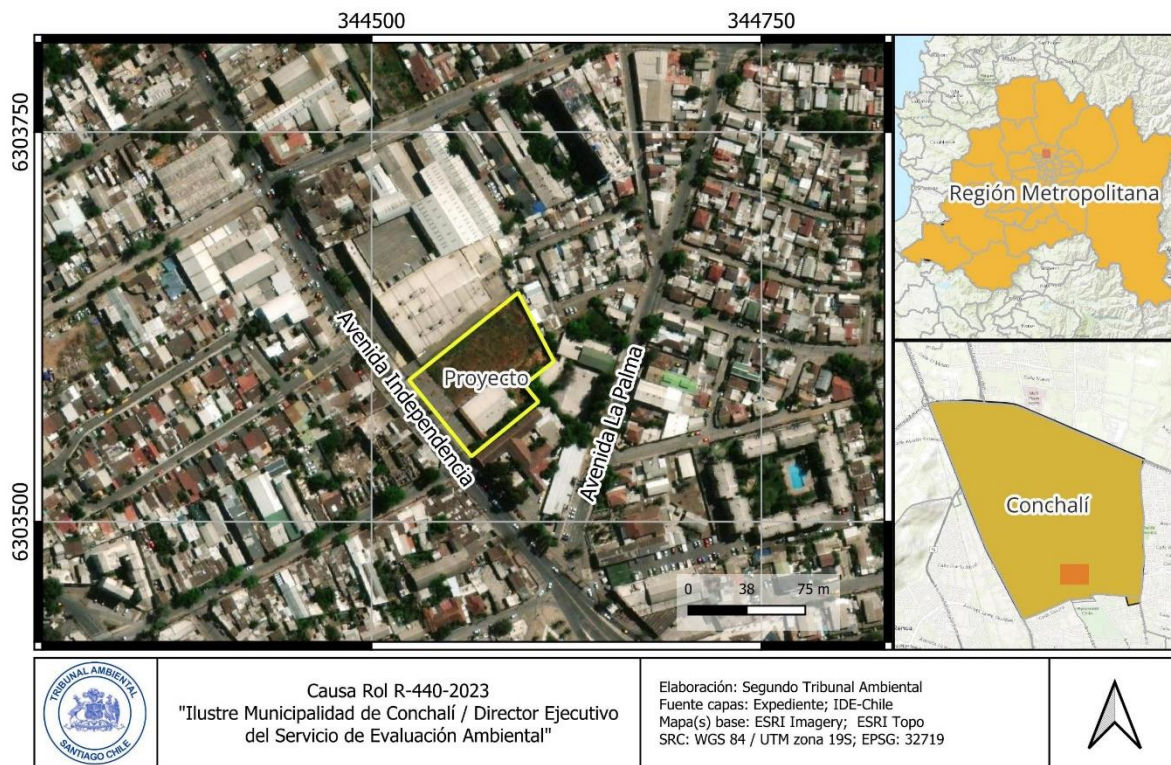 344500
344750
6303750
6303500
Avenida Independencia
Proyecto
Avenida La Palma
0 38 75 m
Región Metropolitana
Conchalí
TRIBUNAL AMBIENTAL
SANTIAGO CHILE
Causa Rol R-440-2023
"Ilustre Municipalidad de Conchalí / Director Ejecutivo
del Servicio de Evaluación Ambiental"
Elaboración: Segundo Tribunal Ambiental
Fuente capas: Expediente; IDE-Chile
Mapa(s) base: ESRI Imagery; ESRI Topo
SRC: WGS 84 / UTM zona 19S; EPSG: 32719